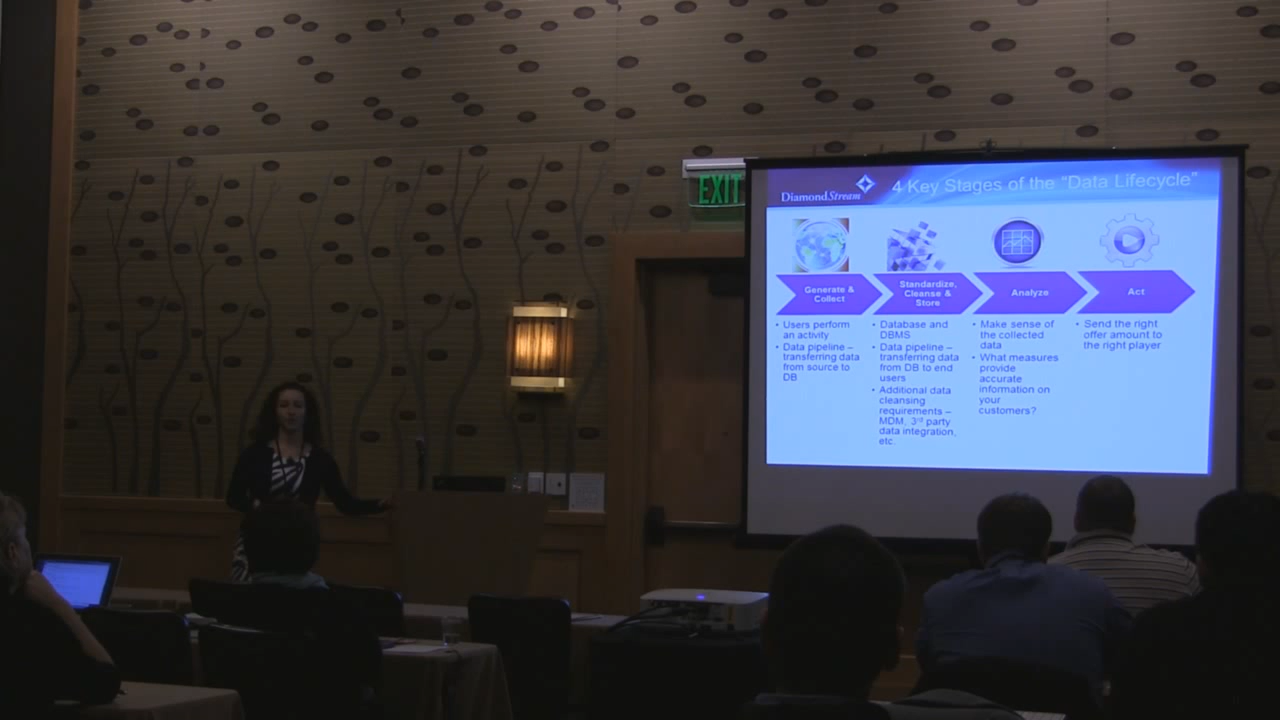 EXIT
DiamondStream
4 Key Stages of the "Data Lifecycle"
Generate &
Collect
Standardize,
Cleanse &
Store
Analyze
Act
• Users perform
an activity
• Data pipeline –
transferring data
from source to
DB
• Database and
DBMS
• Data pipeline –
transferring data
from DB to end
users
• Additional data
cleansing
requirements –
MDM, 3rd party
data integration,
etc.
• Make sense of
the collected
data
• What measures
provide
accurate
information on
your
customers?
• Send the right
offer amount to
the right player